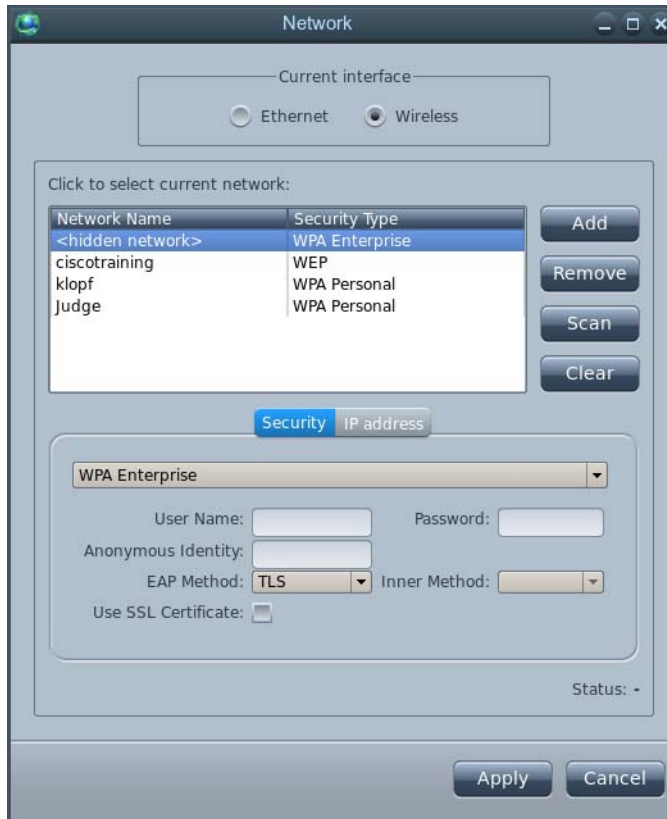 Network
Current interface
Ethernet Wireless
Click to select current network:
Network Name Security Type
<hidden network> WPA Enterprise
ciscotraining WEP
klopf WPA Personal
Judge WPA Personal
Add
Remove
Scan
Clear
Security IP address
WPA Enterprise
User Name: Password:
Anonymous Identity:
EAP Method: TLS Inner Method:
Use SSL Certificate:
Status: -
Apply Cancel